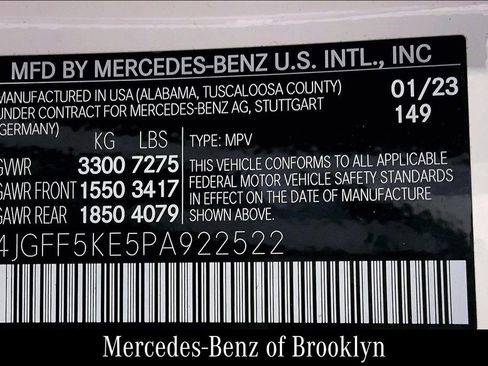 MFD BY MERCEDES-BENZ U.S. INTL., INC
MANUFACTURED IN USA (ALABAMA, TUSCALOOSA COUNTY) 01/23
UNDER CONTRACT FOR MERCEDES-BENZ AG, STUTTGART 149
(GERMANY)
KG LBS
TYPE: MPV
GVWR 3300 7275
GAWR FRONT 1550 3417
GAWR REAR 1850 4079
THIS VEHICLE CONFORMS TO ALL APPLICABLE
FEDERAL MOTOR VEHICLE SAFETY STANDARDS
IN EFFECT ON THE DATE OF MANUFACTURE
SHOWN ABOVE.
4JGFF5KE5PA922522
Mercedes-Benz of Brooklyn